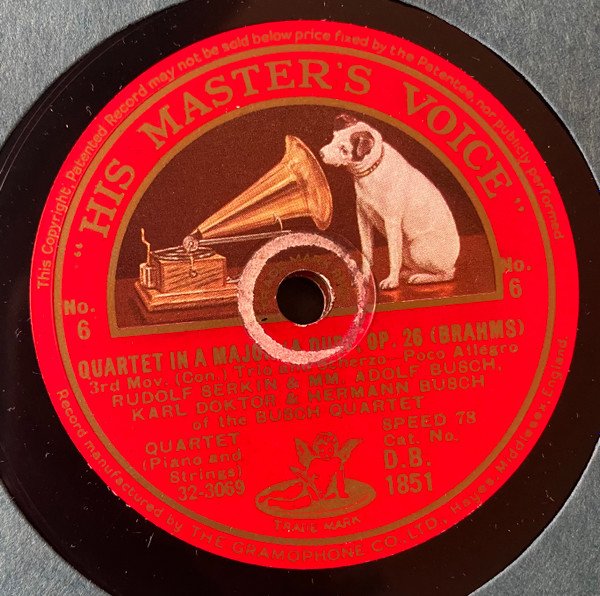 This Copyright, Patented Record may not be sold below price fixed by the Patentee, nor publicly performed
"HIS MASTER'S VOICE"
No. 6
No. 6
QUARTET IN A MAJOR OP. 26 (BRAHMS)
3rd Mov. (Con.) Trio and Scherzo—Poco Allegro
RUDOLF SERKIN & MM. ADOLF BUSCH,
KARL DOKTOR & HERMANN BUSCH
of the BUSCH QUARTET
QUARTET
(Piano and
Strings)
32-3069
SPEED 78
Cat. No.
D.B.
1851
TRADE MARK
Record manufactured by THE GRAMOPHONE CO., LTD., Hayes, Middlesex, England.